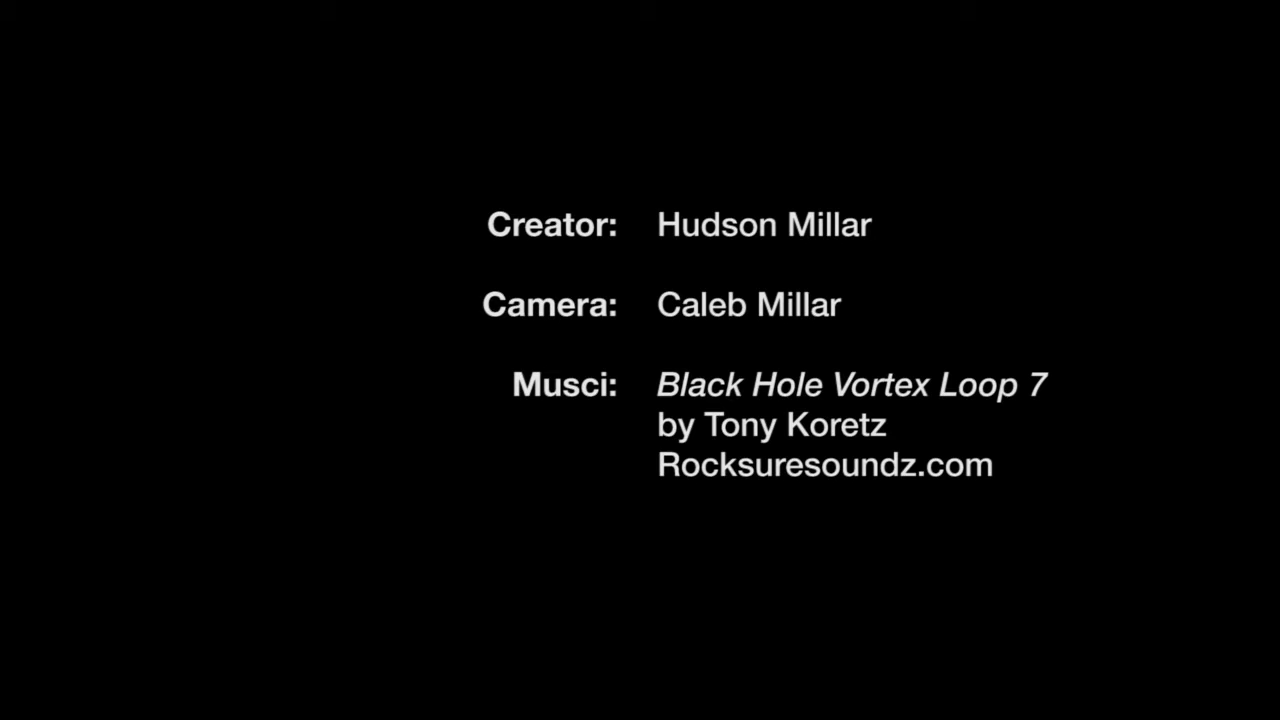 Creator: Hudson Millar
Camera: Caleb Millar
Musci: Black Hole Vortex Loop 7
by Tony Koretz
Rocksuresoundz.com